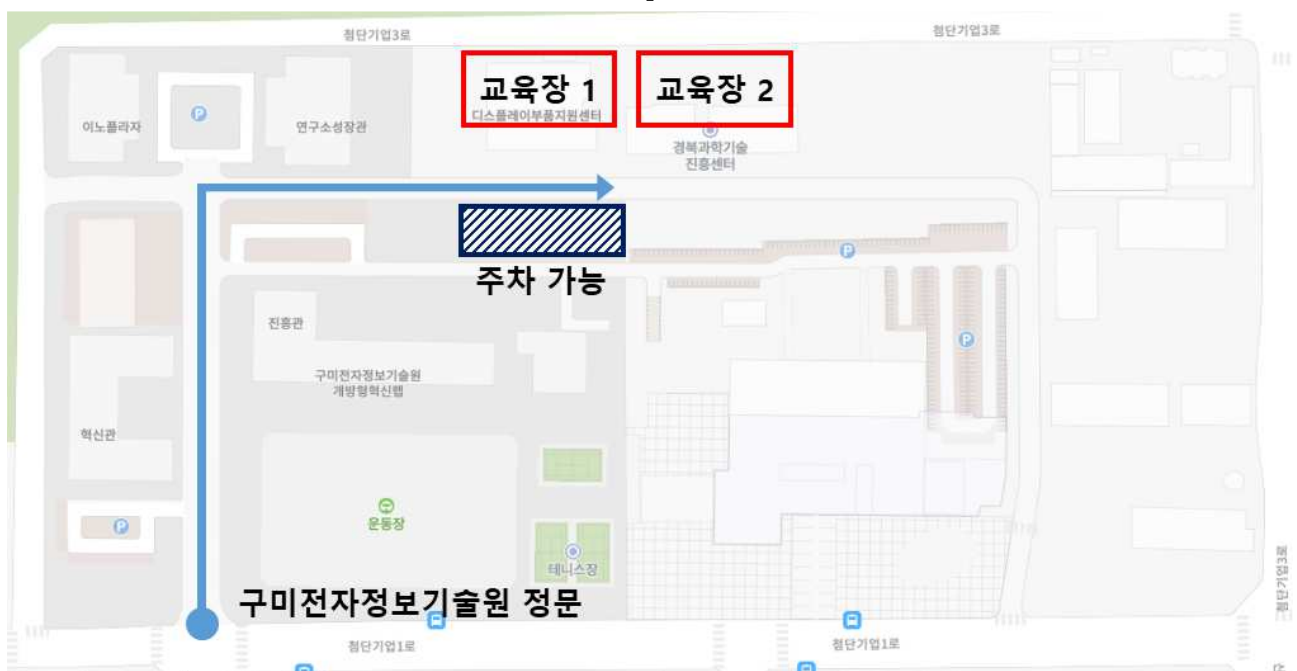 첨단기업3로
첨단기업3로
교육장 1
교육장 2
디스플레이부품지원센터
이노플라자
P
연구소성장관
경북과학기술
진흥센터
P
주차 가능
진흥관
P
구미전자정보기술원
개방형혁신랩
혁신관
P
운동장
테니스장
구미전자정보기술원 정문
첨단기업1로
첨단기업1로
첨단기업3로